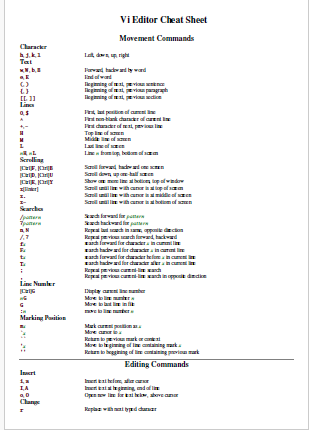 Vi Editor Cheat Sheet
Movement Commands
Character
h, j, k, l Left, down, up, right
Text
w, W, b, B Forward, backward by word
e, E End of word
(, ) Beginning of next, previous sentence
{, } Beginning of next, previous paragraph
[[, ]] Beginning of next, previous section
Lines
0, $ First, last position of current line
^ First non-blank character of current line
+, - First character of next, previous line
H Top line of screen
M Middle line of screen
L Last line of screen
nH, nL Line n from top, bottom of screen
Scrolling
[Ctrl]F, [Ctrl]B Scroll forward, backward one screen
[Ctrl]D, [Ctrl]U Scroll down, up one-half screen
[Ctrl]E, [Ctrl]Y Show one more line at bottom, top of window
z[Enter] Scroll until line with cursor is at top of screen
z. Scroll until line with cursor is at middle of screen
z- Scroll until line with cursor is at bottom of screen
Searches
/pattern Search forward for pattern
?pattern Search backward for pattern
n, N Repeat last search in same, opposite direction
/, ? Repeat previous search forward, backward
fx search forward for character x in current line
Fx search backward for character x in current line
tx search forward for character before x in current line
Tx search backward for character after x in current line
; Repeat previous current-line search
, Repeat previous current-line search in opposite direction
Line Number
[Ctrl]G Display current line number
nG Move to line number n
G Move to last line in file
:n move to line number n
Marking Position
mx Mark current position as x
`x Move cursor to x
`` Return to previous mark or context
'x Move to beginning of line containing mark x
'' Return to beggining of line containing previous mark
Editing Commands
Insert
i, a Insert text before, after cursor
I, A Insert text at beginning, end of line
o, O Open new line for text below, above cursor
Change
r Replace with next typed character